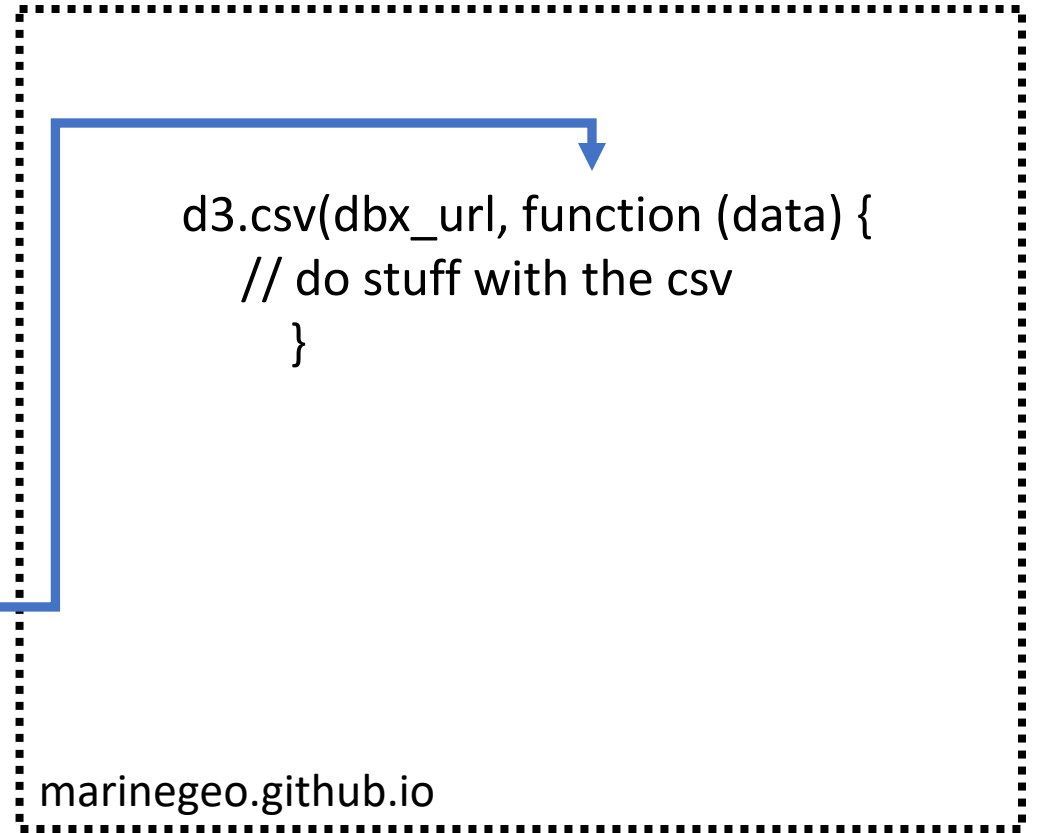 d3.csv(dbx_url, function (data) {
// do stuff with the csv
}
marinegeo.github.io